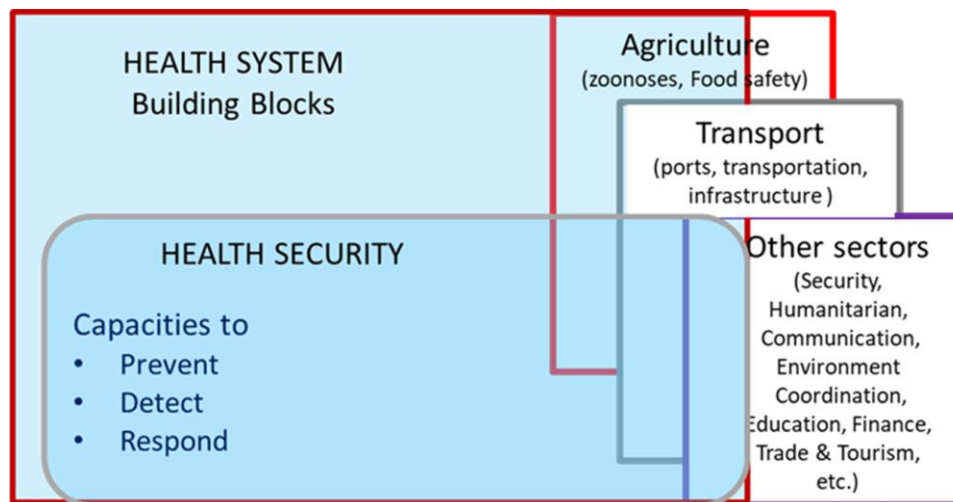 HEALTH SYSTEM
Building Blocks
Agriculture
(zoonoses, Food safety)
Transport
(ports, transportation,
infrastructure)
HEALTH SECURITY
Capacities to
• Prevent
• Detect
• Respond
Other sectors
(Security,
Humanitarian,
Communication,
Environment
Coordination,
Education, Finance,
Trade & Tourism,
etc.)